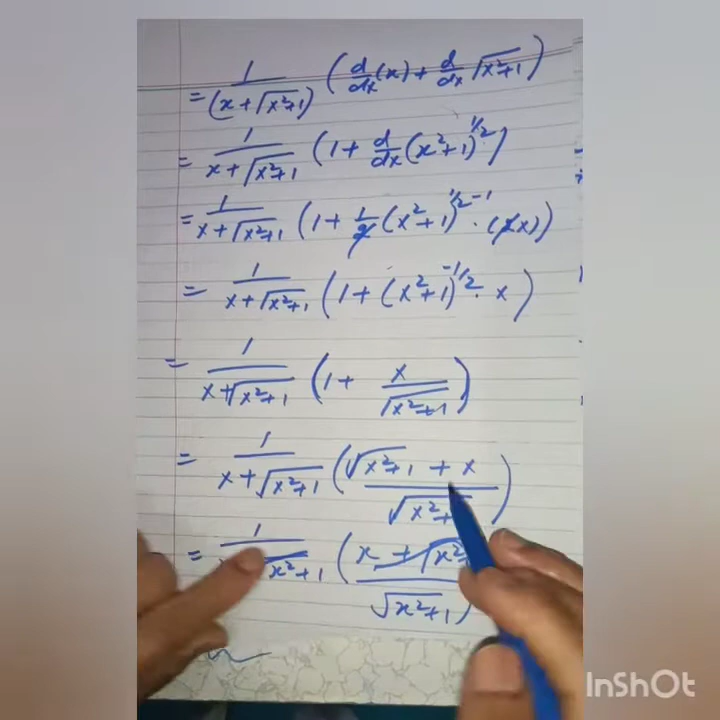 = 1/(x + √(x²+1)) (d/dx (x) + d/dx √(x²+1))
= 1/(x + √(x²+1)) (1 + d/dx (x²+1)^1/2)
= 1/(x + √(x²+1)) (1 + 1/2 (x²+1)^1/2-1 · (2x))
= 1/(x + √(x²+1)) (1 + (x²+1)^-1/2 · x)
= 1/(x + √(x²+1)) (1 + x/√(x²+1))
= 1/(x + √(x²+1)) ((√(x²+1) + x)/√(x²+
= 1/ x²+1 ((x + √(x² /√(x²+1))
InShOt